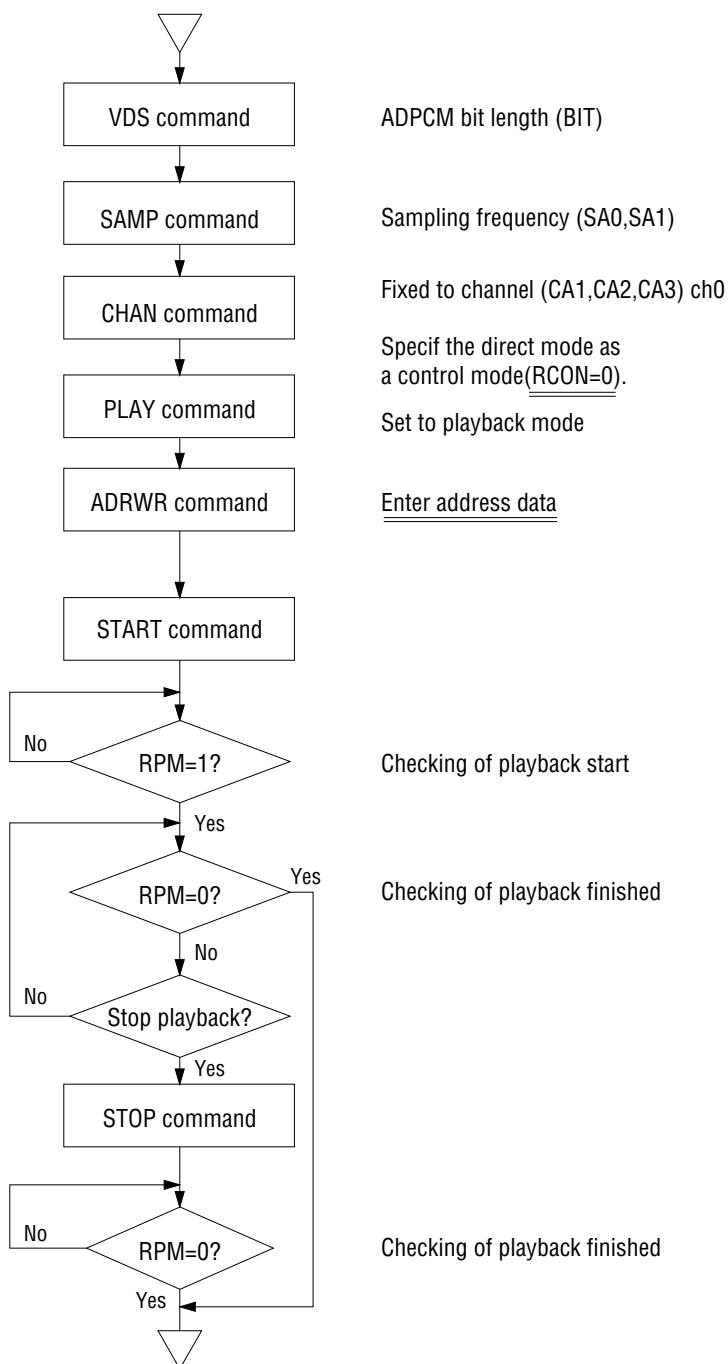 VDS command
ADPCM bit length (BIT)
SAMP command
Sampling frequency (SA0,SA1)
CHAN command
Fixed to channel (CA1,CA2,CA3) ch0
Specif the direct mode as
a control mode(RCON=0).
PLAY command
Set to playback mode
ADRWR command
Enter address data
START command
No
RPM=1?
Checking of playback start
Yes
RPM=0?
Yes
Checking of playback finished
No
No
Stop playback?
Yes
STOP command
No
RPM=0?
Checking of playback finished
Yes